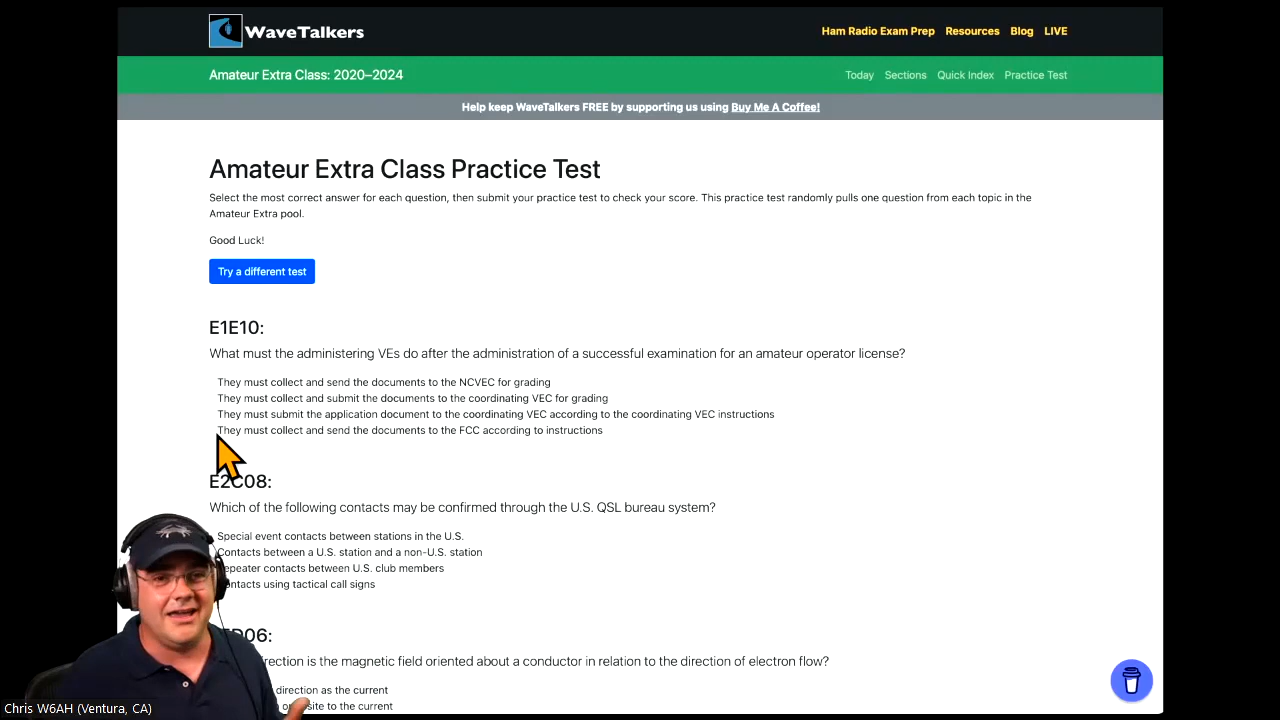 WaveTalkers
Ham Radio Exam Prep Resources Blog LIVE
Amateur Extra Class: 2020–2024
Today Sections Quick Index Practice Test
Help keep WaveTalkers FREE by supporting us using Buy Me A Coffee!
Amateur Extra Class Practice Test
Select the most correct answer for each question, then submit your practice test to check your score. This practice test randomly pulls one question from each topic in the
Amateur Extra pool.
Good Luck!
Try a different test
E1E10:
What must the administering VEs do after the administration of a successful examination for an amateur operator license?
They must collect and send the documents to the NCVEC for grading
They must collect and submit the documents to the coordinating VEC for grading
They must submit the application document to the coordinating VEC according to the coordinating VEC instructions
They must collect and send the documents to the FCC according to instructions
E2C08:
Which of the following contacts may be confirmed through the U.S. QSL bureau system?
Special event contacts between stations in the U.S.
Contacts between a U.S. station and a non-U.S. station
contacts between U.S. club members
using tactical call signs
06:
is the magnetic field oriented about a conductor in relation to the direction of electron flow?
direction as the current
to the current
Chris W6AH (Ventura, CA)